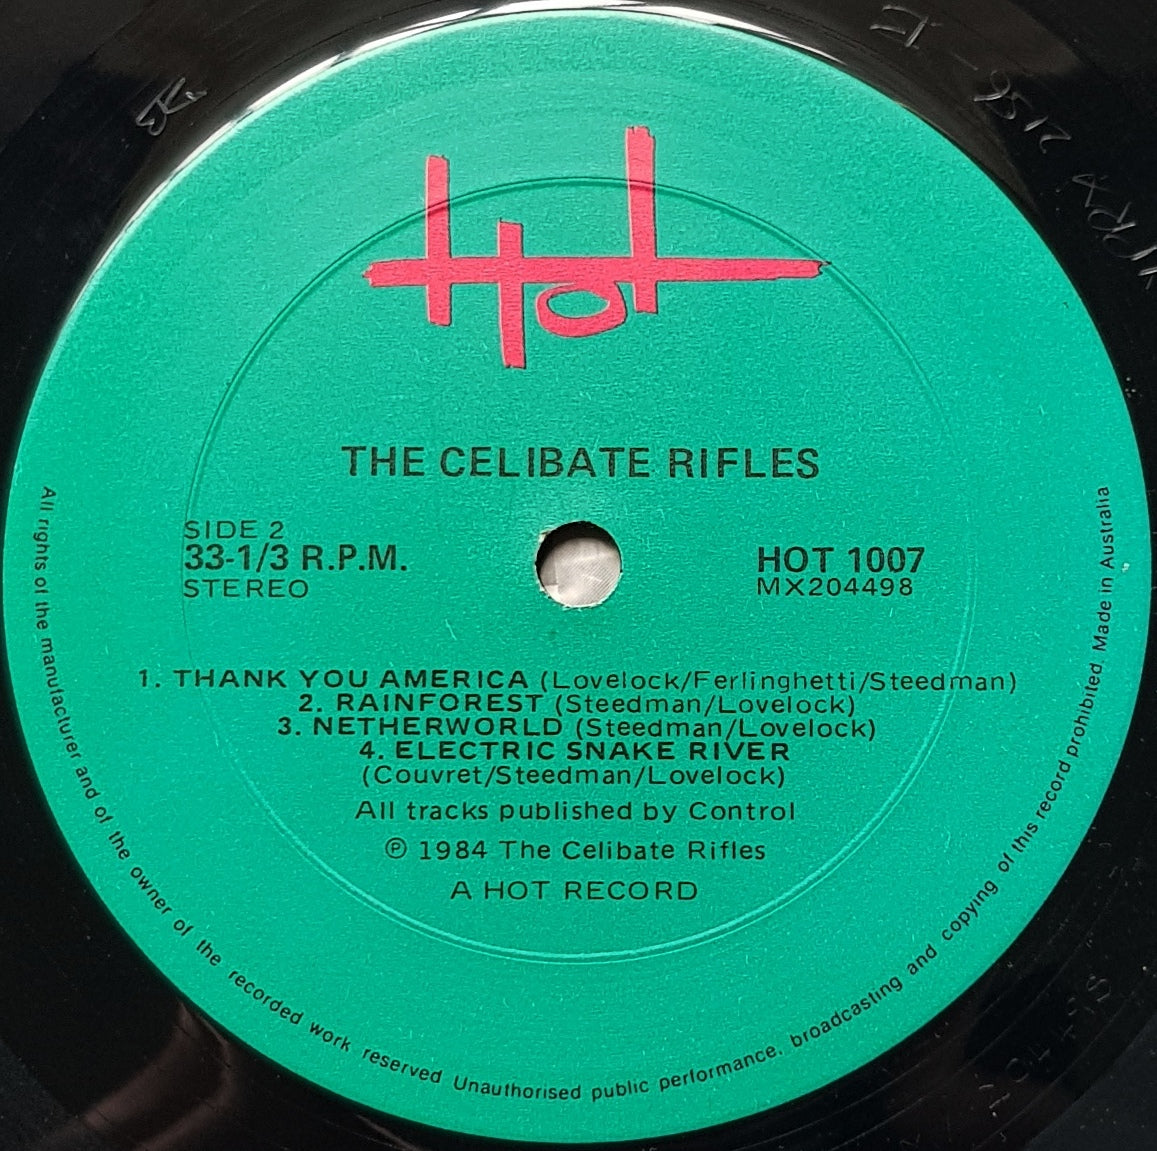 Hot
THE CELIBATE RIFLES
SIDE 2
33-1/3 R.P.M.
STEREO
HOT 1007
MX204498
1. THANK YOU AMERICA (Lovelock/Ferlinghetti/Steedman)
2. RAINFOREST (Steedman/Lovelock)
3. NETHERWORLD (Steedman/Lovelock)
4. ELECTRIC SNAKE RIVER
(Couvret/Steedman/Lovelock)
All tracks published by Control
℗ 1984 The Celibate Rifles
A HOT RECORD
All rights of the manufacturer and of the owner of the recorded work reserved Unauthorised public performance, broadcasting and copying of this record prohibited Made in Australia